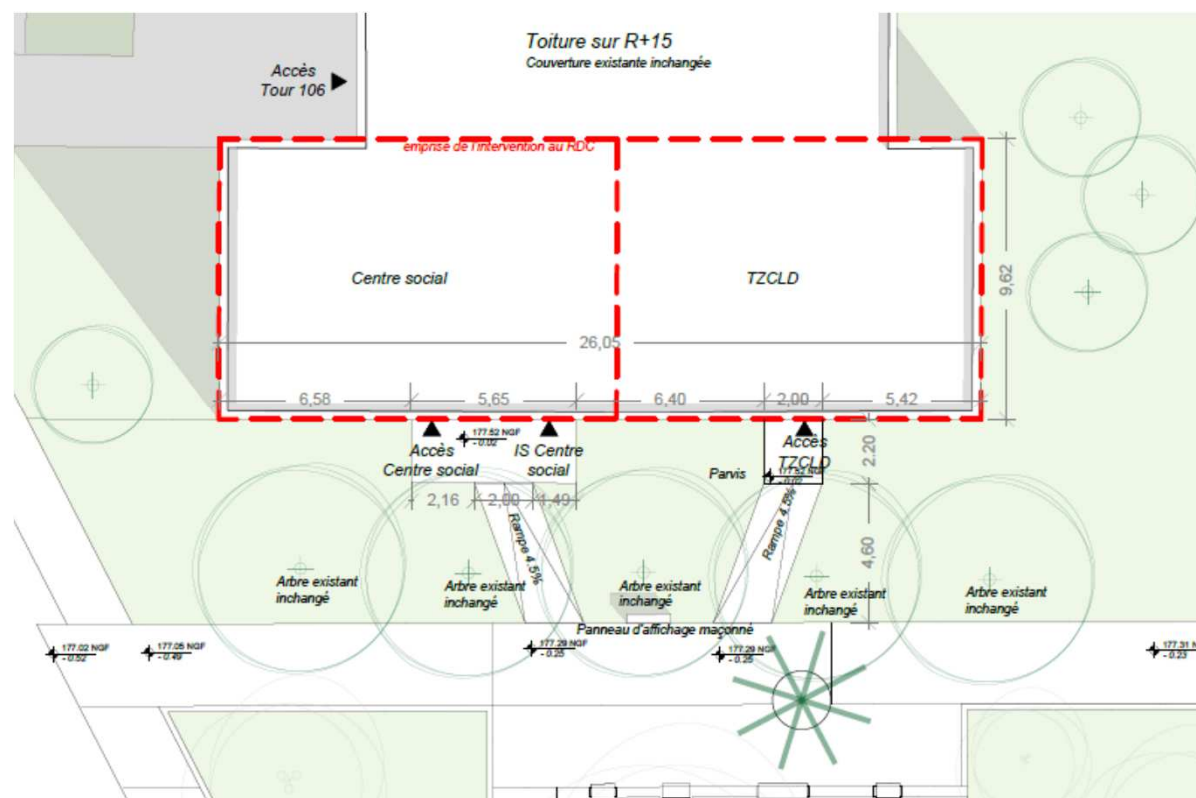 Toiture sur R+15
Couverture existante inchangée
Accès
Tour 106
emprise de l'intervention au RDC
Centre social
TZCLD
9,62
26,05
6,58
5,65
6,40
2,00
5,42
177.52 NGF
- 0.02
Accès
Centre social
IS Centre
social
Accès
TZCLD
Parvis
177.52 NGF
- 0.02
2.20
2,16
2,00
1,49
Rampe 4.5%
Rampe 4.5%
4,60
Arbre existant
inchangé
Arbre existant
inchangé
Arbre existant
inchangé
Arbre existant
inchangé
Arbre existant
inchangé
Panneau d'affichage maçonné
177.02 NGF
- 0.52
177.05 NGF
- 0.49
177.29 NGF
- 0.25
177.29 NGF
- 0.25
177.31 N
- 0.23